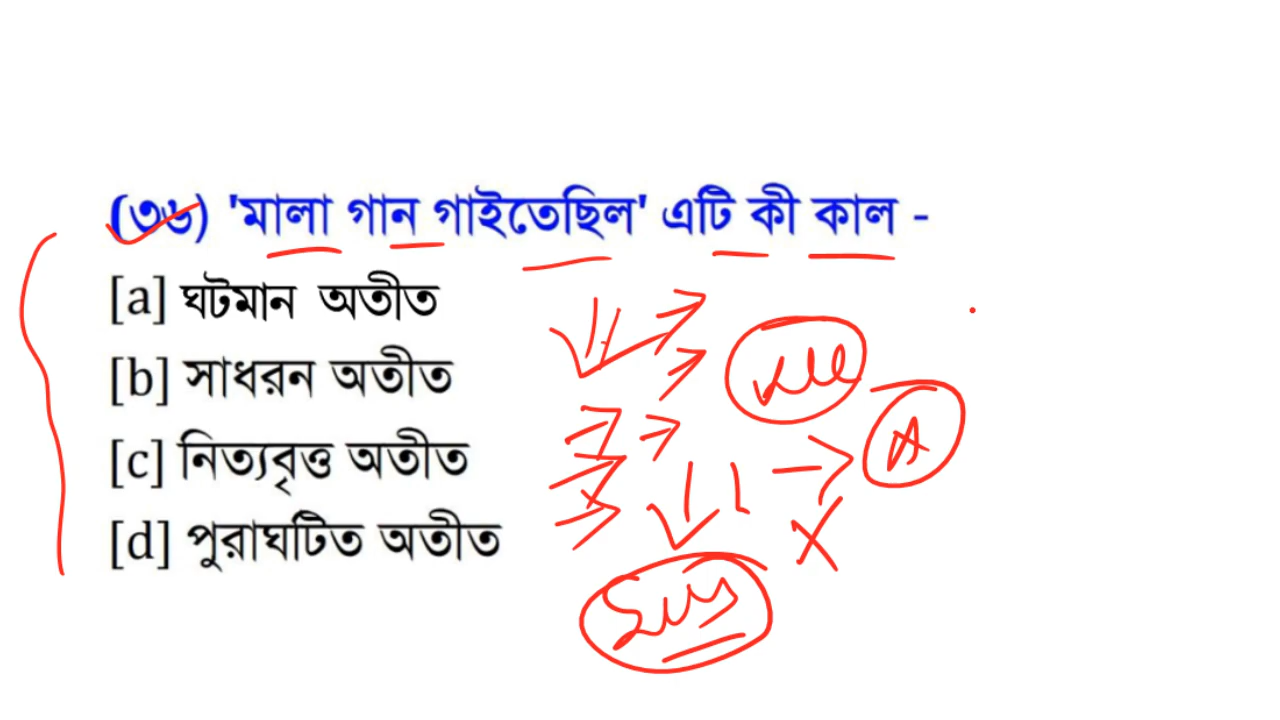 (৩৬) 'মালা গান গাইতেছিল' এটি কী কাল -
[a] ঘটমান অতীত
[b] সাধরন অতীত
[c] নিত্যবৃত্ত অতীত
[d] পুরাঘটিত অতীত
A